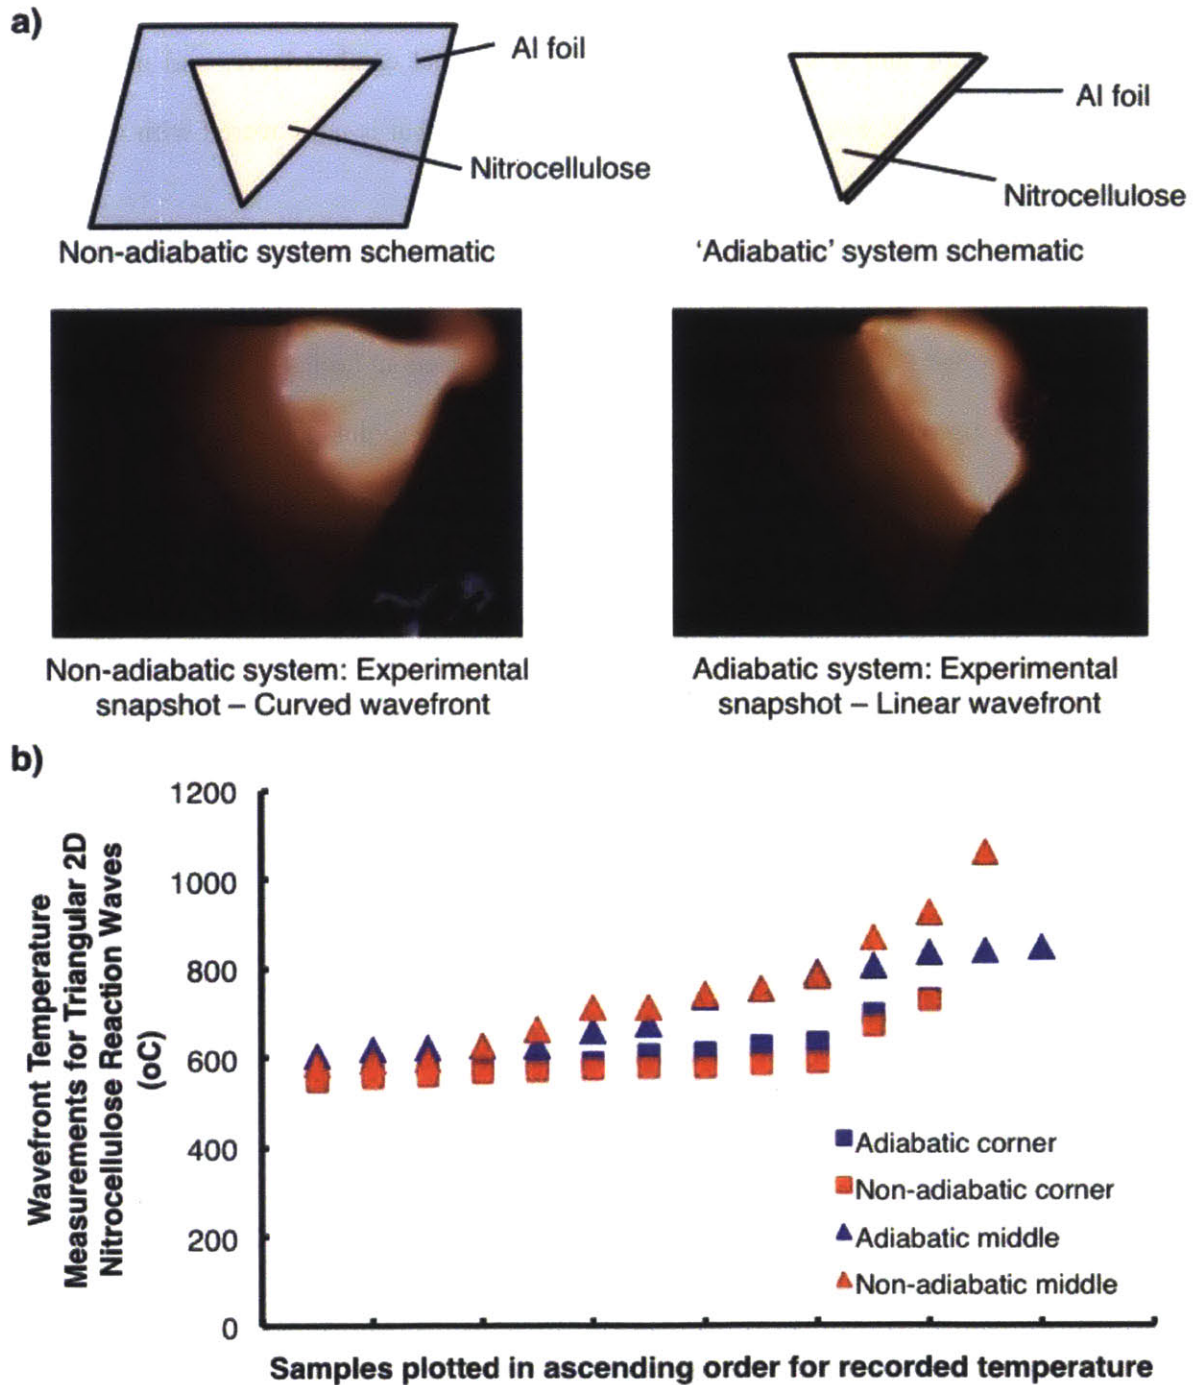 a)
Al foil
Nitrocellulose
Non-adiabatic system schematic
Al foil
Nitrocellulose
‘Adiabatic’ system schematic
Non-adiabatic system: Experimental
snapshot – Curved wavefront
Adiabatic system: Experimental
snapshot – Linear wavefront
b)
Wavefront Temperature
Measurements for Triangular 2D
Nitrocellulose Reaction Waves
(oC)
1200
1000
800
600
400
200
0
Adiabatic corner
Non-adiabatic corner
Adiabatic middle
Non-adiabatic middle
Samples plotted in ascending order for recorded temperature